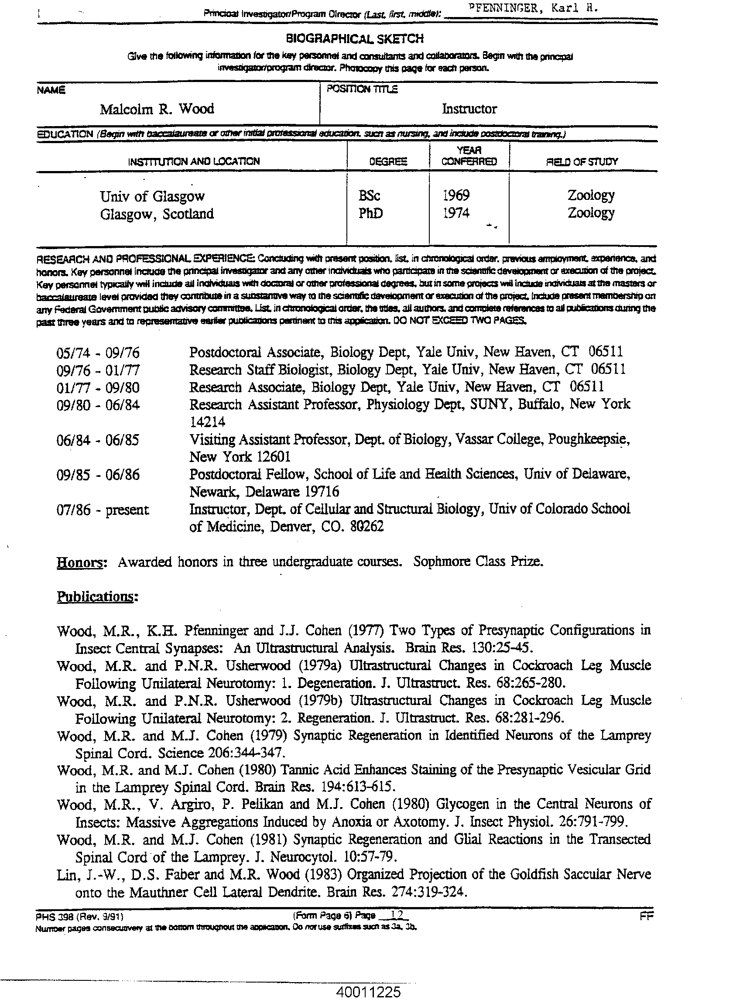 Principal Investigator/Program Director (Last, first, middle): PFENNINGER, Karl H.
BIOGRAPHICAL SKETCH
Give the following information for the key personnel and consultants and collaborators. Begin with the principal
investigator/program director. Photocopy this page for each person.
NAME
POSITION TITLE
Malcolm R. Wood
Instructor
EDUCATION (Begin with baccalaureate or other initial professional education, such as nursing, and include postdoctoral training.)
INSTITUTION AND LOCATION
DEGREE
YEAR
CONFERRED
FIELD OF STUDY
Univ of Glasgow BSc 1969 Zoology
Glasgow, Scotland PhD 1974 Zoology
RESEARCH AND PROFESSIONAL EXPERIENCE: Concluding with present position, list, in chronological order, previous employment, experience, and
honors. Key personnel include the principal investigator and any other individuals who participate in the scientific development or execution of the project.
Key personnel typically will include all individuals with doctoral or other professional degrees, but in some projects will include individuals at the masters or
baccalaureate level provided they contribute in a substantive way to the scientific development or execution of the project. Include present membership on
any Federal Government public advisory committee. List, in chronological order, the titles, all authors, and complete references to all publications during the
past three years and to representative earlier publications pertinent to this application. DO NOT EXCEED TWO PAGES.
05/74 - 09/76 Postdoctoral Associate, Biology Dept, Yale Univ, New Haven, CT 06511
09/76 - 01/77 Research Staff Biologist, Biology Dept, Yale Univ, New Haven, CT 06511
01/77 - 09/80 Research Associate, Biology Dept, Yale Univ, New Haven, CT 06511
09/80 - 06/84 Research Assistant Professor, Physiology Dept, SUNY, Buffalo, New York
14214
06/84 - 06/85 Visiting Assistant Professor, Dept. of Biology, Vassar College, Poughkeepsie,
New York 12601
09/85 - 06/86 Postdoctoral Fellow, School of Life and Health Sciences, Univ of Delaware,
Newark, Delaware 19716
07/86 - present Instructor, Dept. of Cellular and Structural Biology, Univ of Colorado School
of Medicine, Denver, CO. 80262
Honors: Awarded honors in three undergraduate courses. Sophmore Class Prize.
Publications:
Wood, M.R., K.H. Pfenninger and J.J. Cohen (1977) Two Types of Presynaptic Configurations in
Insect Central Synapses: An Ultrastructural Analysis. Brain Res. 130:25-45.
Wood, M.R. and P.N.R. Usherwood (1979a) Ultrastructural Changes in Cockroach Leg Muscle
Following Unilateral Neurotomy: 1. Degeneration. J. Ultrastruct. Res. 68:265-280.
Wood, M.R. and P.N.R. Usherwood (1979b) Ultrastructural Changes in Cockroach Leg Muscle
Following Unilateral Neurotomy: 2. Regeneration. J. Ultrastruct. Res. 68:281-296.
Wood, M.R. and M.J. Cohen (1979) Synaptic Regeneration in Identified Neurons of the Lamprey
Spinal Cord. Science 206:344-347.
Wood, M.R. and M.J. Cohen (1980) Tannic Acid Enhances Staining of the Presynaptic Vesicular Grid
in the Lamprey Spinal Cord. Brain Res. 194:613-615.
Wood, M.R., V. Argiro, P. Pelikan and M.J. Cohen (1980) Glycogen in the Central Neurons of
Insects: Massive Aggregations Induced by Anoxia or Axotomy. J. Insect Physiol. 26:791-799.
Wood, M.R. and M.J. Cohen (1981) Synaptic Regeneration and Glial Reactions in the Transected
Spinal Cord of the Lamprey. J. Neurocytol. 10:57-79.
Lin, J.-W., D.S. Faber and M.R. Wood (1983) Organized Projection of the Goldfish Saccular Nerve
onto the Mauthner Cell Lateral Dendrite. Brain Res. 274:319-324.
PHS 398 (Rev. 9/91) (Form Page 6) Page 12 FF
Number pages consecutively at the bottom throughout the application. Do not use suffixes such as 3a, 3b.
40011225